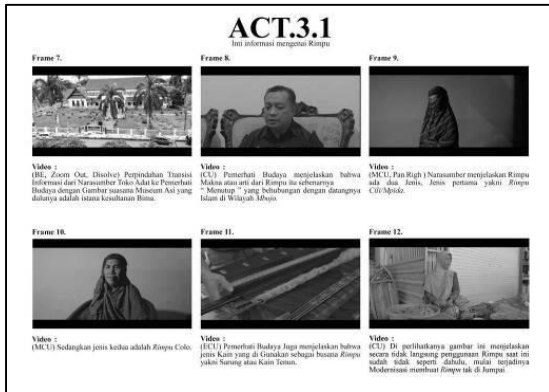 ACT.3.1
Inti informasi mengenai Rimpu
Frame 7.
Frame 8.
Frame 9.
Video :
(BE, Zoom Out, Disolve) Perpindahan Transisi
Informasi dari Narasumber Toko Adat ke Pemerhati
Budaya dengan Gambar suasana Museum Asi yang
dulunya adalah istana kesultanan Bima.
Video :
(CU) Pemerhati Budaya menjelaskan bahwa
Makna atau arti dari Rimpu itu sebenarnya
“ Menutup ” yang behubungan dengan datangnya
Islam di Wilayah Mbojo.
Video :
(MCU, Pan Righ ) Narasumber menjelaskan Rimpu
ada dua Jenis, Jenis pertama yakni Rimpu
Cili/Mpida.
Frame 10.
Frame 11.
Frame 12.
Video :
(MCU) Sedangkan jenis kedua adalah Rimpu Colo.
Video :
(ECU) Pemerhati Budaya Juga menjelaskan bahwa
jenis Kain yang di Gunakan sebagai busana Rimpu
yakni Sarung atau Kain Tenun.
Video :
(CU) Di perlihatkanya gambar ini menjelaskan
secara tidak langsung penggunaan Rimpu saat ini
sudah tidak seperti dahulu, mulai terjadinya
Modernisasi membuat Rimpu tak di Jumpai.